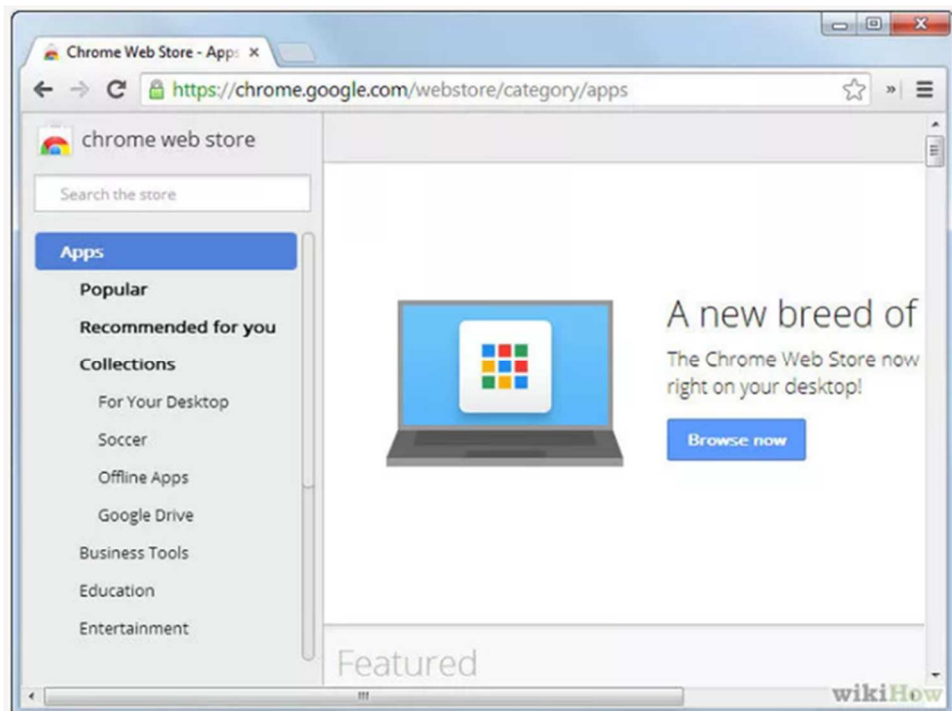 Chrome Web Store - App
https://chrome.google.com/webstore/category/apps
chrome web store
Search the store
Apps
Popular
Recommended for you
Collections
For Your Desktop
Soccer
Offline Apps
Google Drive
Business Tools
Education
Entertainment
A new breed of
The Chrome Web Store now
right on your desktop!
Browse now
Featured
wikiHow